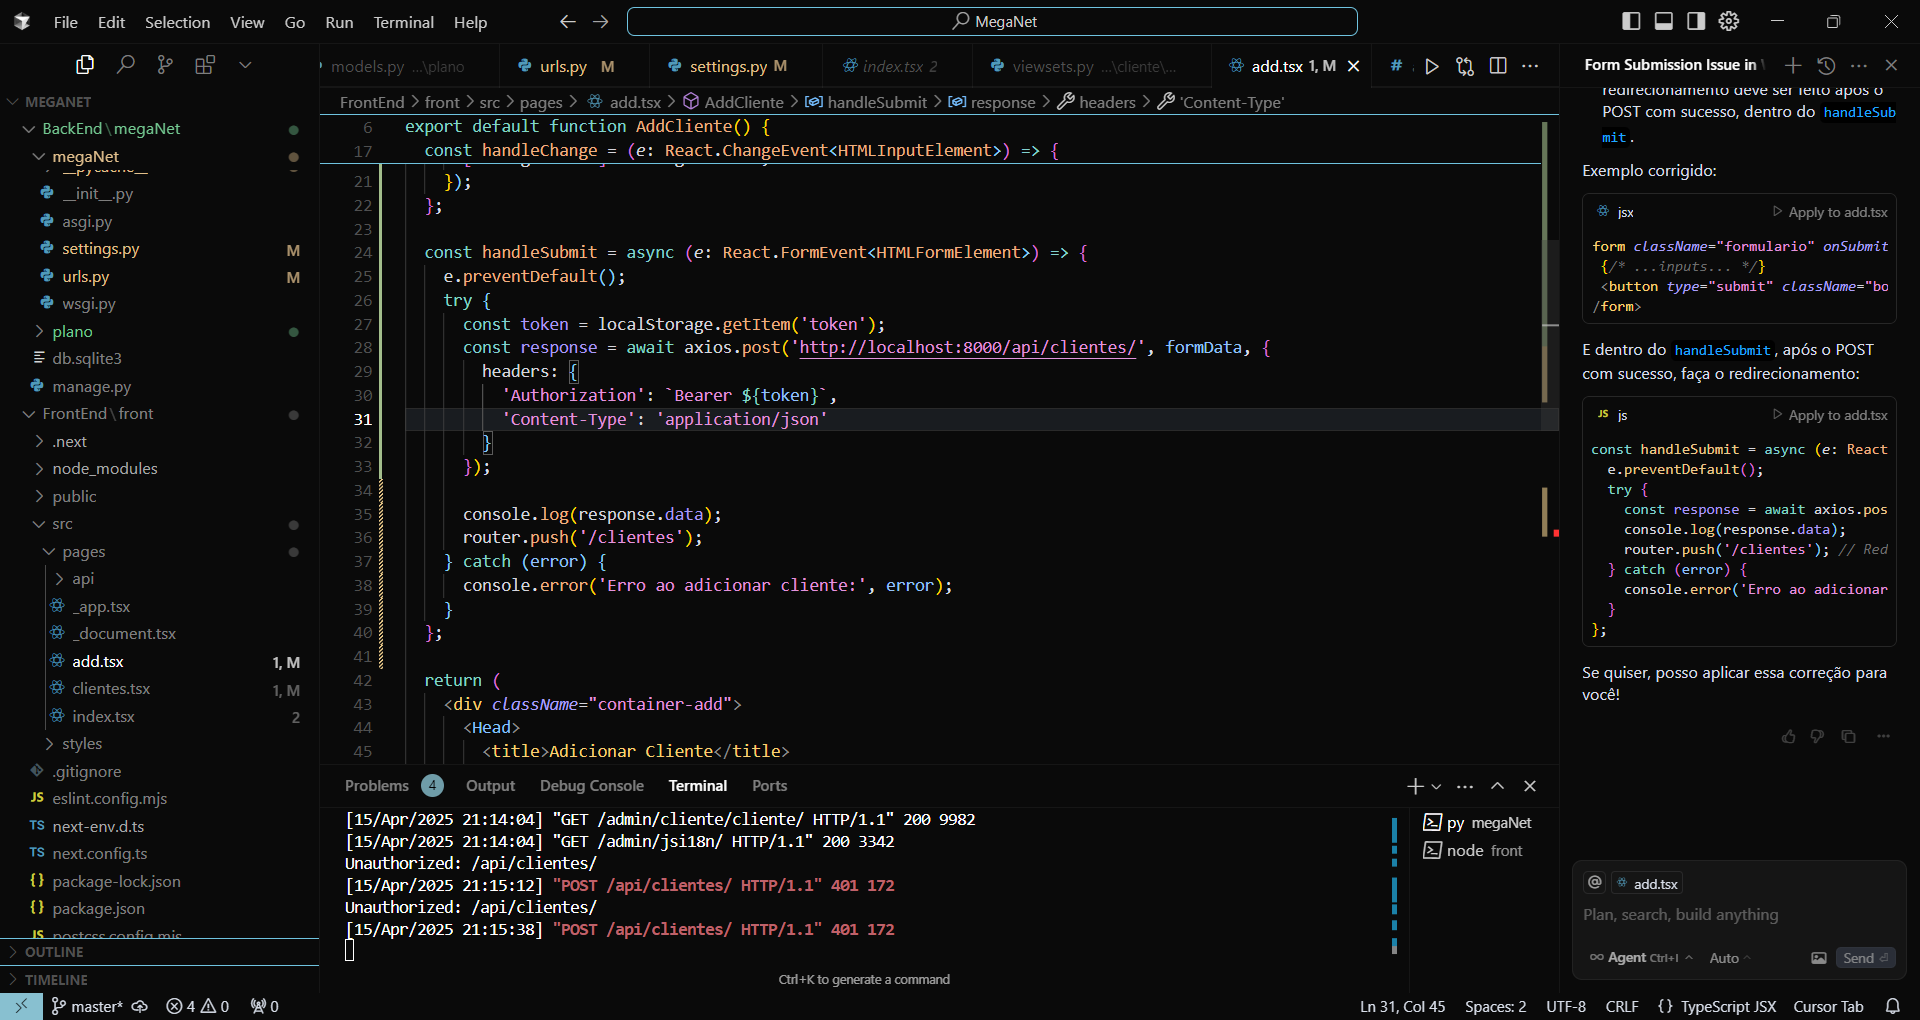 File Edit Selection View Go Run Terminal Help
MegaNet
models.py ...\plano
urls.py M
settings.py M
index.tsx 2
viewsets.py ...\cliente\...
add.tsx 1, M
Form Submission Issue in
MEGANET
BackEnd\megaNet
megaNet
__init__.py
asgi.py
settings.py M
urls.py M
wsgi.py
plano
db.sqlite3
manage.py
FrontEnd\front
.next
node_modules
public
src
pages
api
_app.tsx
_document.tsx
add.tsx 1, M
clientes.tsx 1, M
index.tsx 2
styles
.gitignore
eslint.config.mjs
next-env.d.ts
next.config.ts
package-lock.json
package.json
postcss.config.mjs
OUTLINE
TIMELINE
FrontEnd > front > src > pages > add.tsx > AddCliente > handleSubmit > response > headers > 'Content-Type'
6 export default function AddCliente() {
17 const handleChange = (e: React.ChangeEvent<HTMLInputElement>) => {
21 });
22 };
23
24 const handleSubmit = async (e: React.FormEvent<HTMLFormElement>) => {
25 e.preventDefault();
26 try {
27 const token = localStorage.getItem('token');
28 const response = await axios.post('http://localhost:8000/api/clientes/', formData, {
29 headers: {
30 'Authorization': `Bearer ${token}`,
31 'Content-Type': 'application/json'
32 }
33 });
34
35 console.log(response.data);
36 router.push('/clientes');
37 } catch (error) {
38 console.error('Erro ao adicionar cliente:', error);
39 }
40 };
41
42 return (
43 <div className="container-add">
44 <Head>
45 <title>Adicionar Cliente</title>
Problems 4 Output Debug Console Terminal Ports
[15/Apr/2025 21:14:04] "GET /admin/cliente/cliente/ HTTP/1.1" 200 9982
[15/Apr/2025 21:14:04] "GET /admin/jsi18n/ HTTP/1.1" 200 3342
Unauthorized: /api/clientes/
[15/Apr/2025 21:15:12] "POST /api/clientes/ HTTP/1.1" 401 172
Unauthorized: /api/clientes/
[15/Apr/2025 21:15:38] "POST /api/clientes/ HTTP/1.1" 401 172
Ctrl+K to generate a command
py megaNet
node front
redirecionamento deve ser feito após o
POST com sucesso, dentro do handleSub
mit.
Exemplo corrigido:
jsx Apply to add.tsx
form className="formulario" onSubmit
{/* ...inputs... */}
<button type="submit" className="bo
/form>
E dentro do handleSubmit, após o POST
com sucesso, faça o redirecionamento:
JS js Apply to add.tsx
const handleSubmit = async (e: React
e.preventDefault();
try {
const response = await axios.pos
console.log(response.data);
router.push('/clientes'); // Red
} catch (error) {
console.error('Erro ao adicionar
}
};
Se quiser, posso aplicar essa correção para
você!
@ add.tsx
Plan, search, build anything
∞ Agent Ctrl+I Auto Send
master* 4 0 0
Ln 31, Col 45 Spaces: 2 UTF-8 CRLF {} TypeScript JSX Cursor Tab